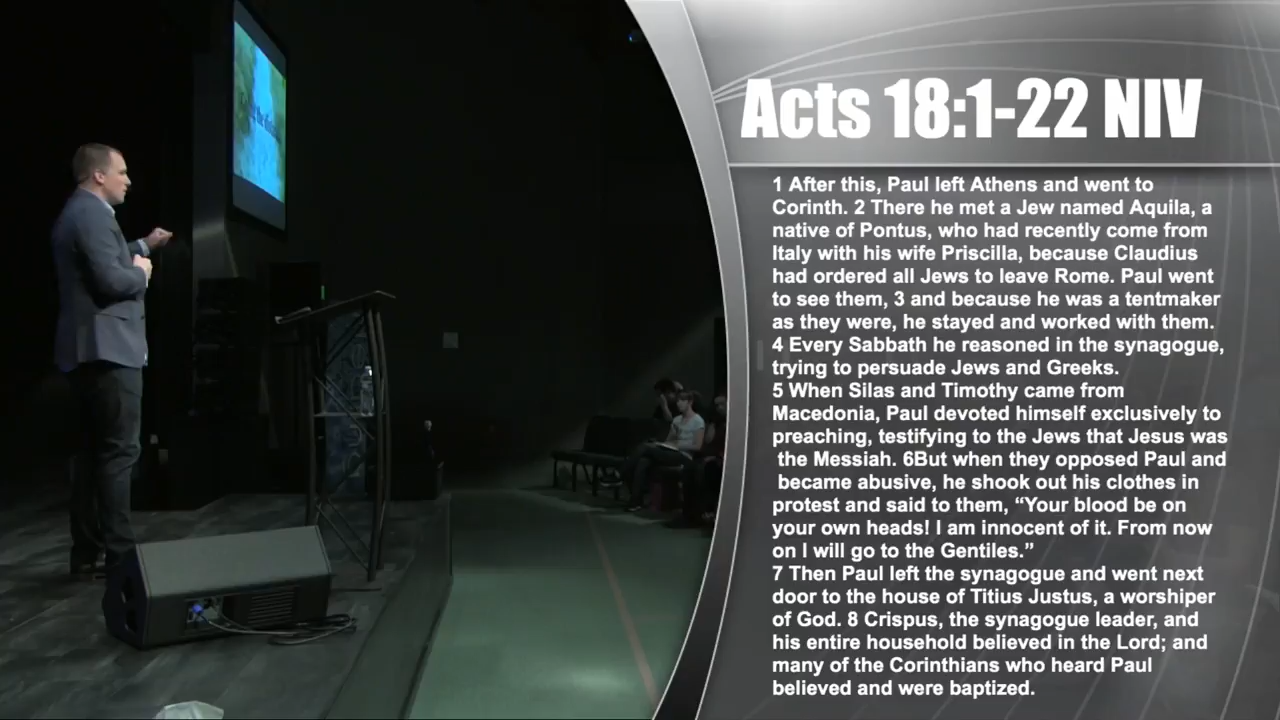 Acts 18:1-22 NIV
1 After this, Paul left Athens and went to
Corinth. 2 There he met a Jew named Aquila, a
native of Pontus, who had recently come from
Italy with his wife Priscilla, because Claudius
had ordered all Jews to leave Rome. Paul went
to see them, 3 and because he was a tentmaker
as they were, he stayed and worked with them.
4 Every Sabbath he reasoned in the synagogue,
trying to persuade Jews and Greeks.
5 When Silas and Timothy came from
Macedonia, Paul devoted himself exclusively to
preaching, testifying to the Jews that Jesus was
the Messiah. 6But when they opposed Paul and
became abusive, he shook out his clothes in
protest and said to them, “Your blood be on
your own heads! I am innocent of it. From now
on I will go to the Gentiles.”
7 Then Paul left the synagogue and went next
door to the house of Titius Justus, a worshiper
of God. 8 Crispus, the synagogue leader, and
his entire household believed in the Lord; and
many of the Corinthians who heard Paul
believed and were baptized.